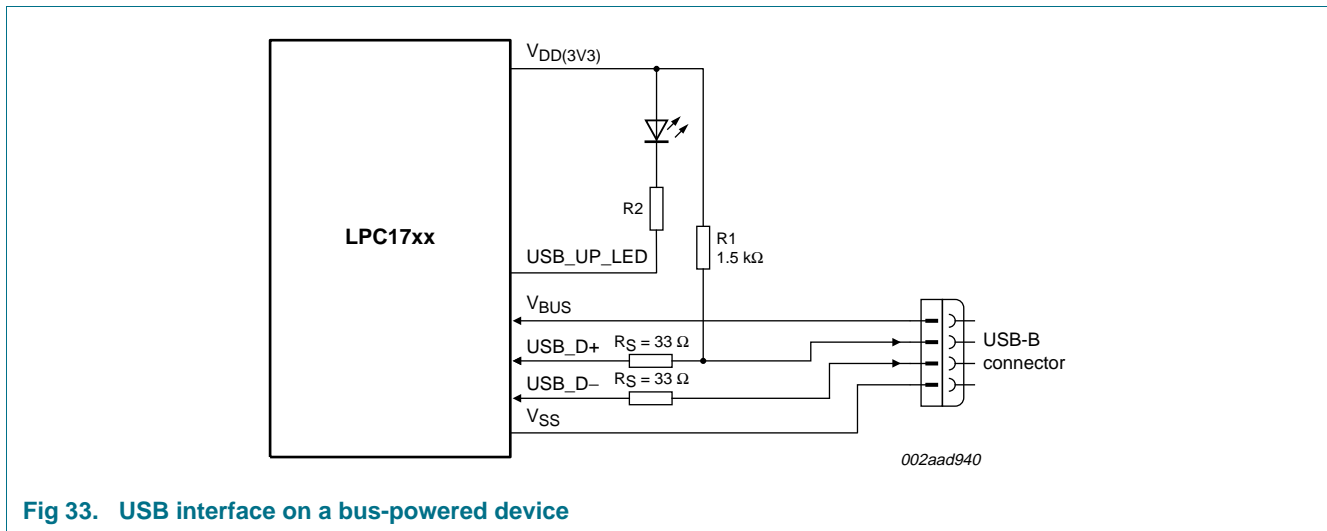 VDD(3V3)
LPC17xx
R2
R1
1.5 kΩ
USB_UP_LED
VBUS
USB_D+ RS = 33 Ω
USB_D− RS = 33 Ω
VSS
USB-B
connector
002aad940
Fig 33. USB interface on a bus-powered device